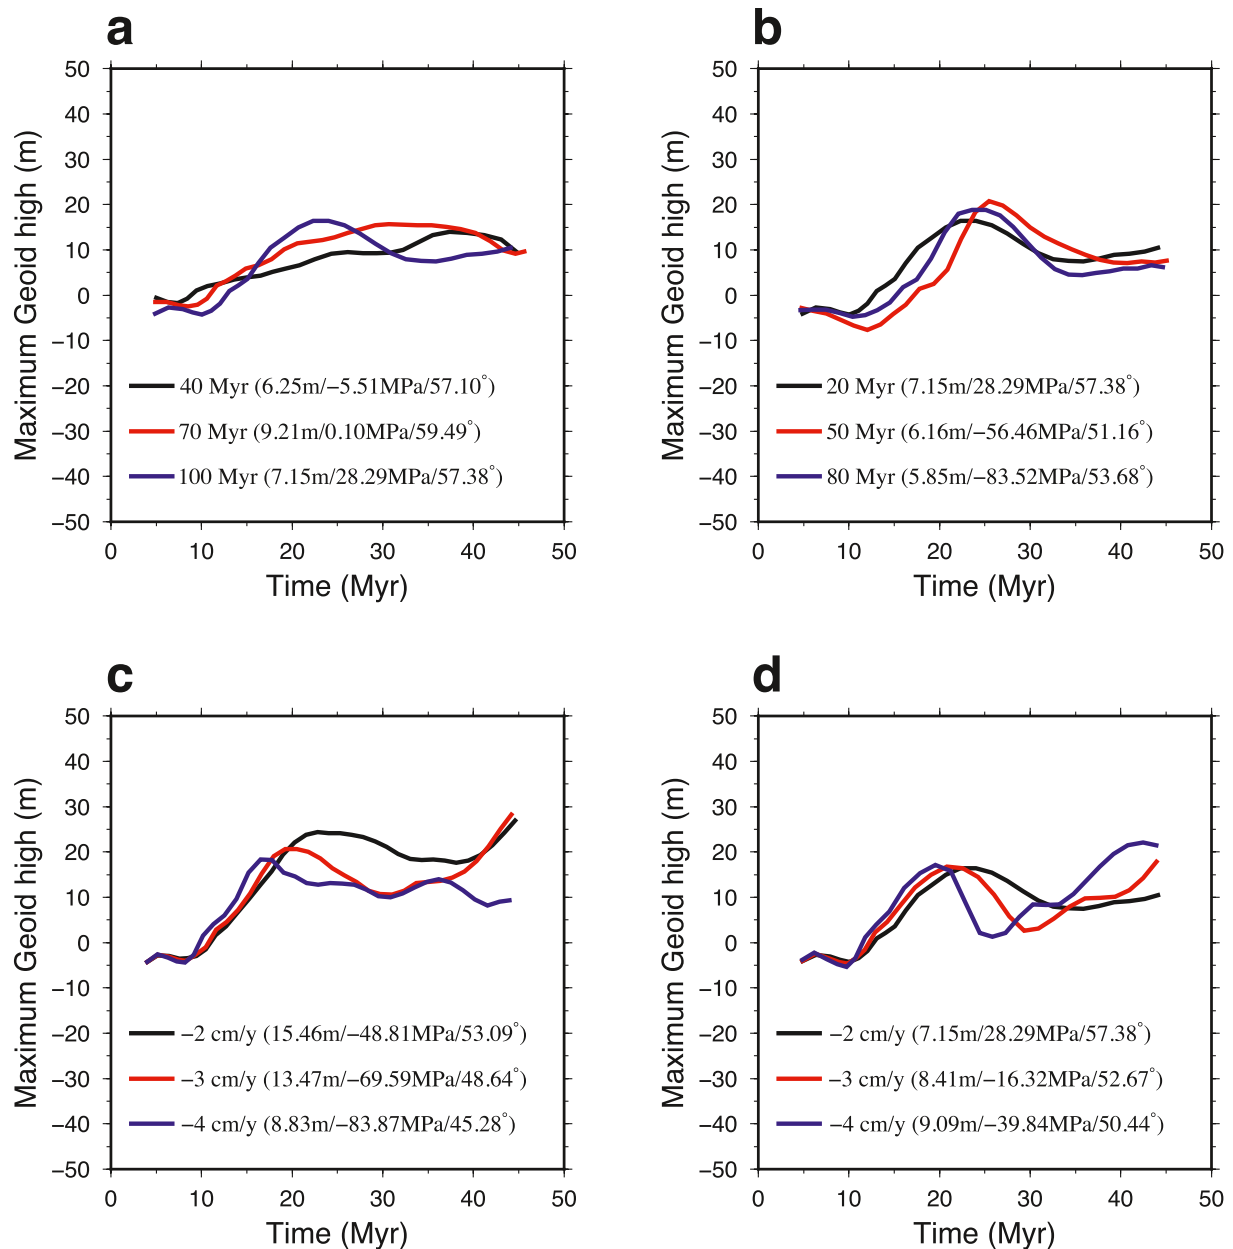 a
50
40
30
20
10
0
−10
−20
−30
−40
−50
Maximum Geoid high (m)
40 Myr (6.25m/−5.51MPa/57.10°)
70 Myr (9.21m/0.10MPa/59.49°)
100 Myr (7.15m/28.29MPa/57.38°)
0 10 20 30 40 50
Time (Myr)
b
50
40
30
20
10
0
−10
−20
−30
−40
−50
Maximum Geoid high (m)
20 Myr (7.15m/28.29MPa/57.38°)
50 Myr (6.16m/−56.46MPa/51.16°)
80 Myr (5.85m/−83.52MPa/53.68°)
0 10 20 30 40 50
Time (Myr)
c
50
40
30
20
10
0
−10
−20
−30
−40
−50
Maximum Geoid high (m)
−2 cm/y (15.46m/−48.81MPa/53.09°)
−3 cm/y (13.47m/−69.59MPa/48.64°)
−4 cm/y (8.83m/−83.87MPa/45.28°)
0 10 20 30 40 50
Time (Myr)
d
50
40
30
20
10
0
−10
−20
−30
−40
−50
Maximum Geoid high (m)
−2 cm/y (7.15m/28.29MPa/57.38°)
−3 cm/y (8.41m/−16.32MPa/52.67°)
−4 cm/y (9.09m/−39.84MPa/50.44°)
0 10 20 30 40 50
Time (Myr)